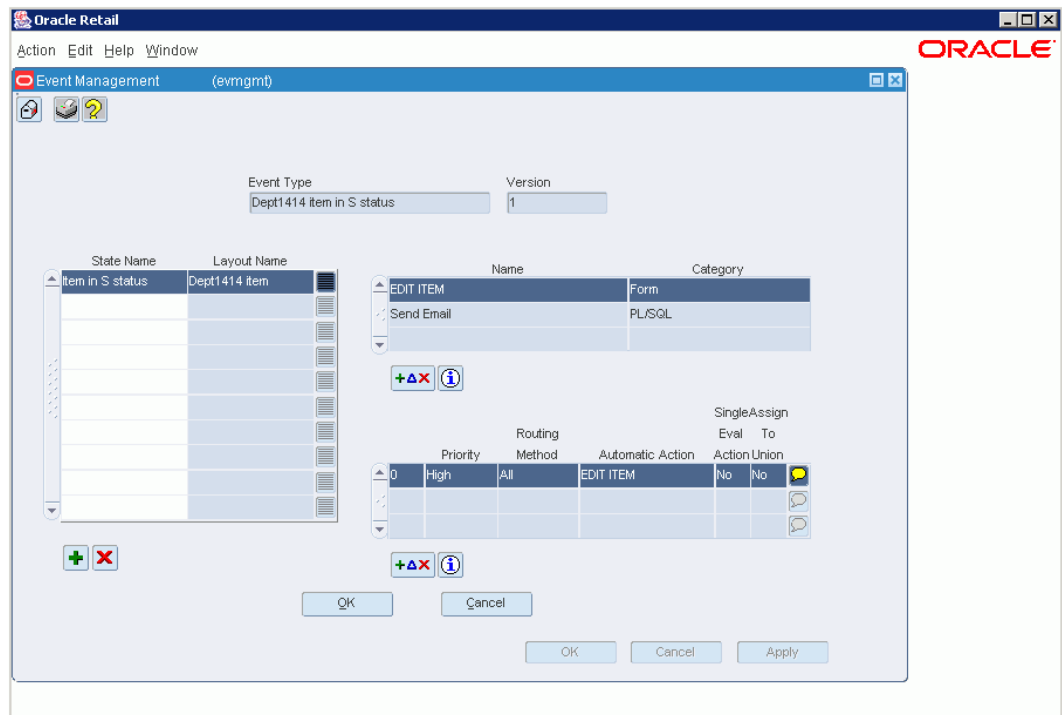 Oracle Retail
Action Edit Help Window
ORACLE
Event Management (evmgmt)
Event Type Version
Dept1414 item in S status 1
State Name Layout Name
Item in S status Dept1414 item
Name Category
EDIT ITEM Form
Send Email PL/SQL
SingleAssign
Routing Eval To
Priority Method Automatic Action Action Union
0 High All EDIT ITEM No No
OK Cancel
OK Cancel Apply